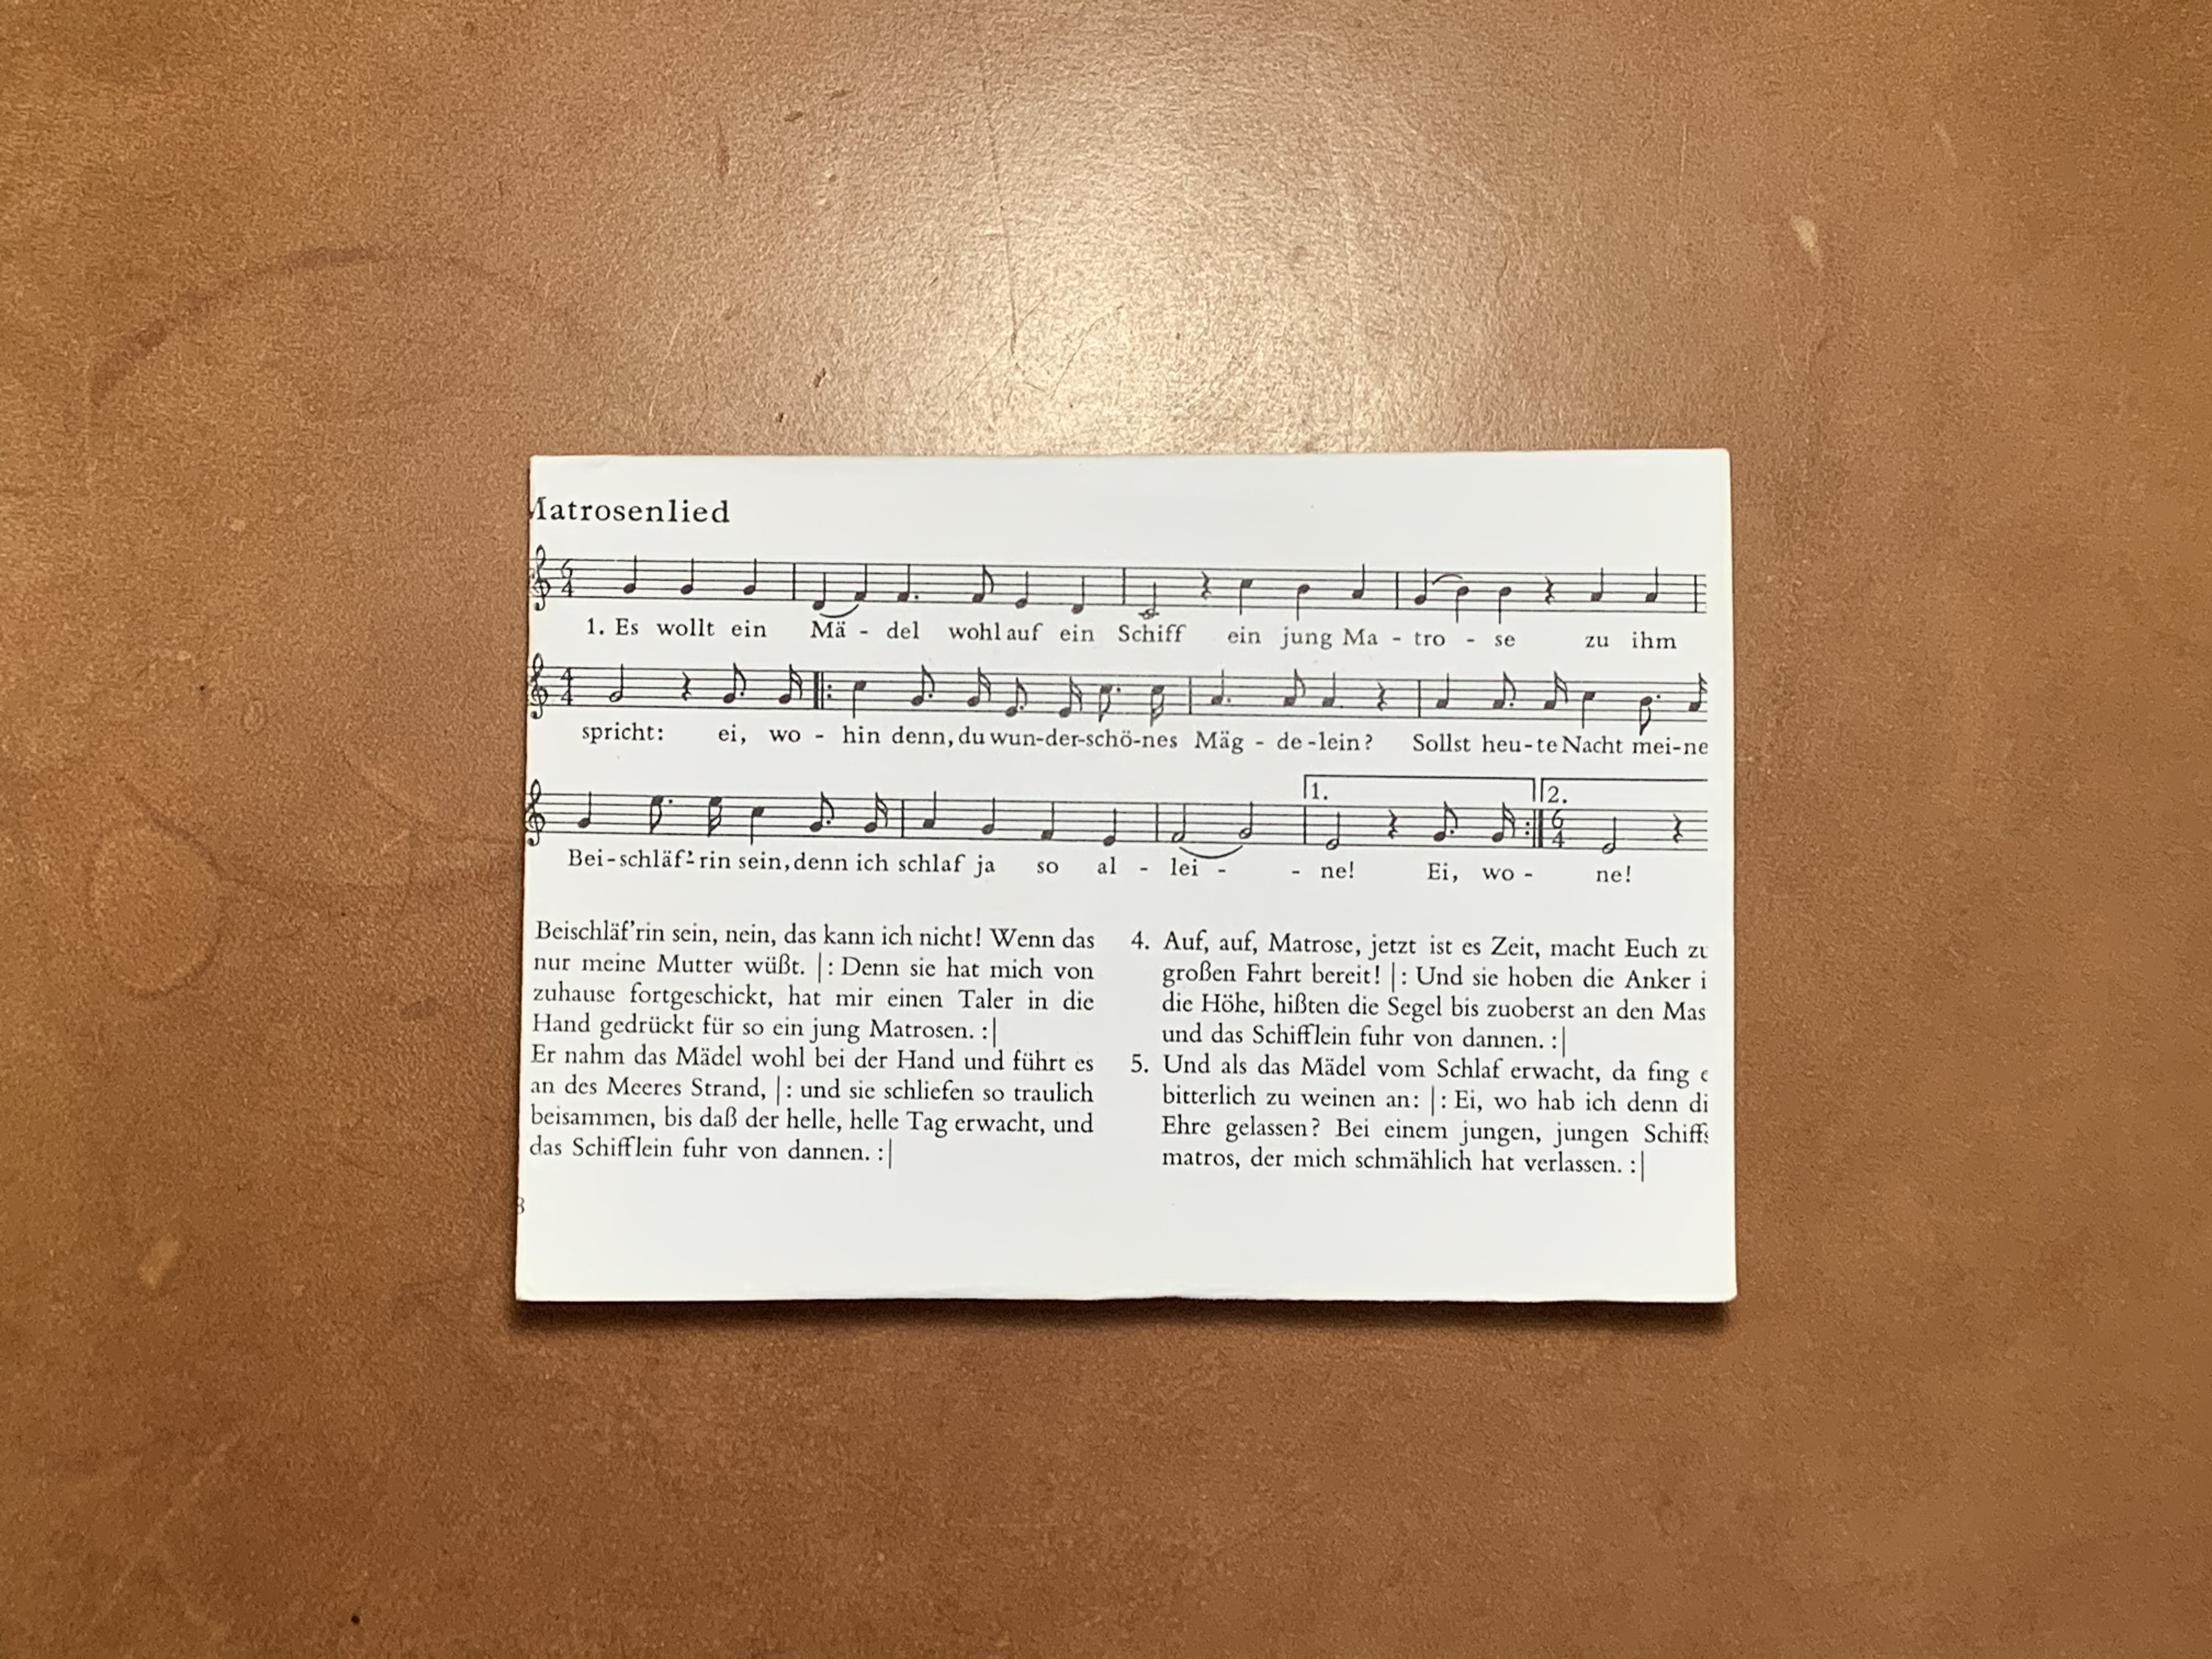 Matrosenlied
1. Es wollt ein Mä - del wohl auf ein Schiff ein jung Ma - tro - se zu ihm
spricht: ei, wo - hin denn, du wun-der-schö-nes Mäg - de-lein? Sollst heu-te Nacht mei-ne
1. 2.
Bei-schläf'-rin sein, denn ich schlaf ja so al - lei - - ne! Ei, wo - ne!
Beischläf'rin sein, nein, das kann ich nicht! Wenn das
nur meine Mutter wüßt. |: Denn sie hat mich von
zuhause fortgeschickt, hat mir einen Taler in die
Hand gedrückt für so ein jung Matrosen. :|
Er nahm das Mädel wohl bei der Hand und führt es
an des Meeres Strand, |: und sie schliefen so traulich
beisammen, bis daß der helle, helle Tag erwacht, und
das Schifflein fuhr von dannen. :|
4. Auf, auf, Matrose, jetzt ist es Zeit, macht Euch zu
großen Fahrt bereit! |: Und sie hoben die Anker i
die Höhe, hißten die Segel bis zuoberst an den Mas
und das Schifflein fuhr von dannen. :|
5. Und als das Mädel vom Schlaf erwacht, da fing
bitterlich zu weinen an: |: Ei, wo hab ich denn di
Ehre gelassen? Bei einem jungen, jungen Schiffs
matros, der mich schmählich hat verlassen. :|